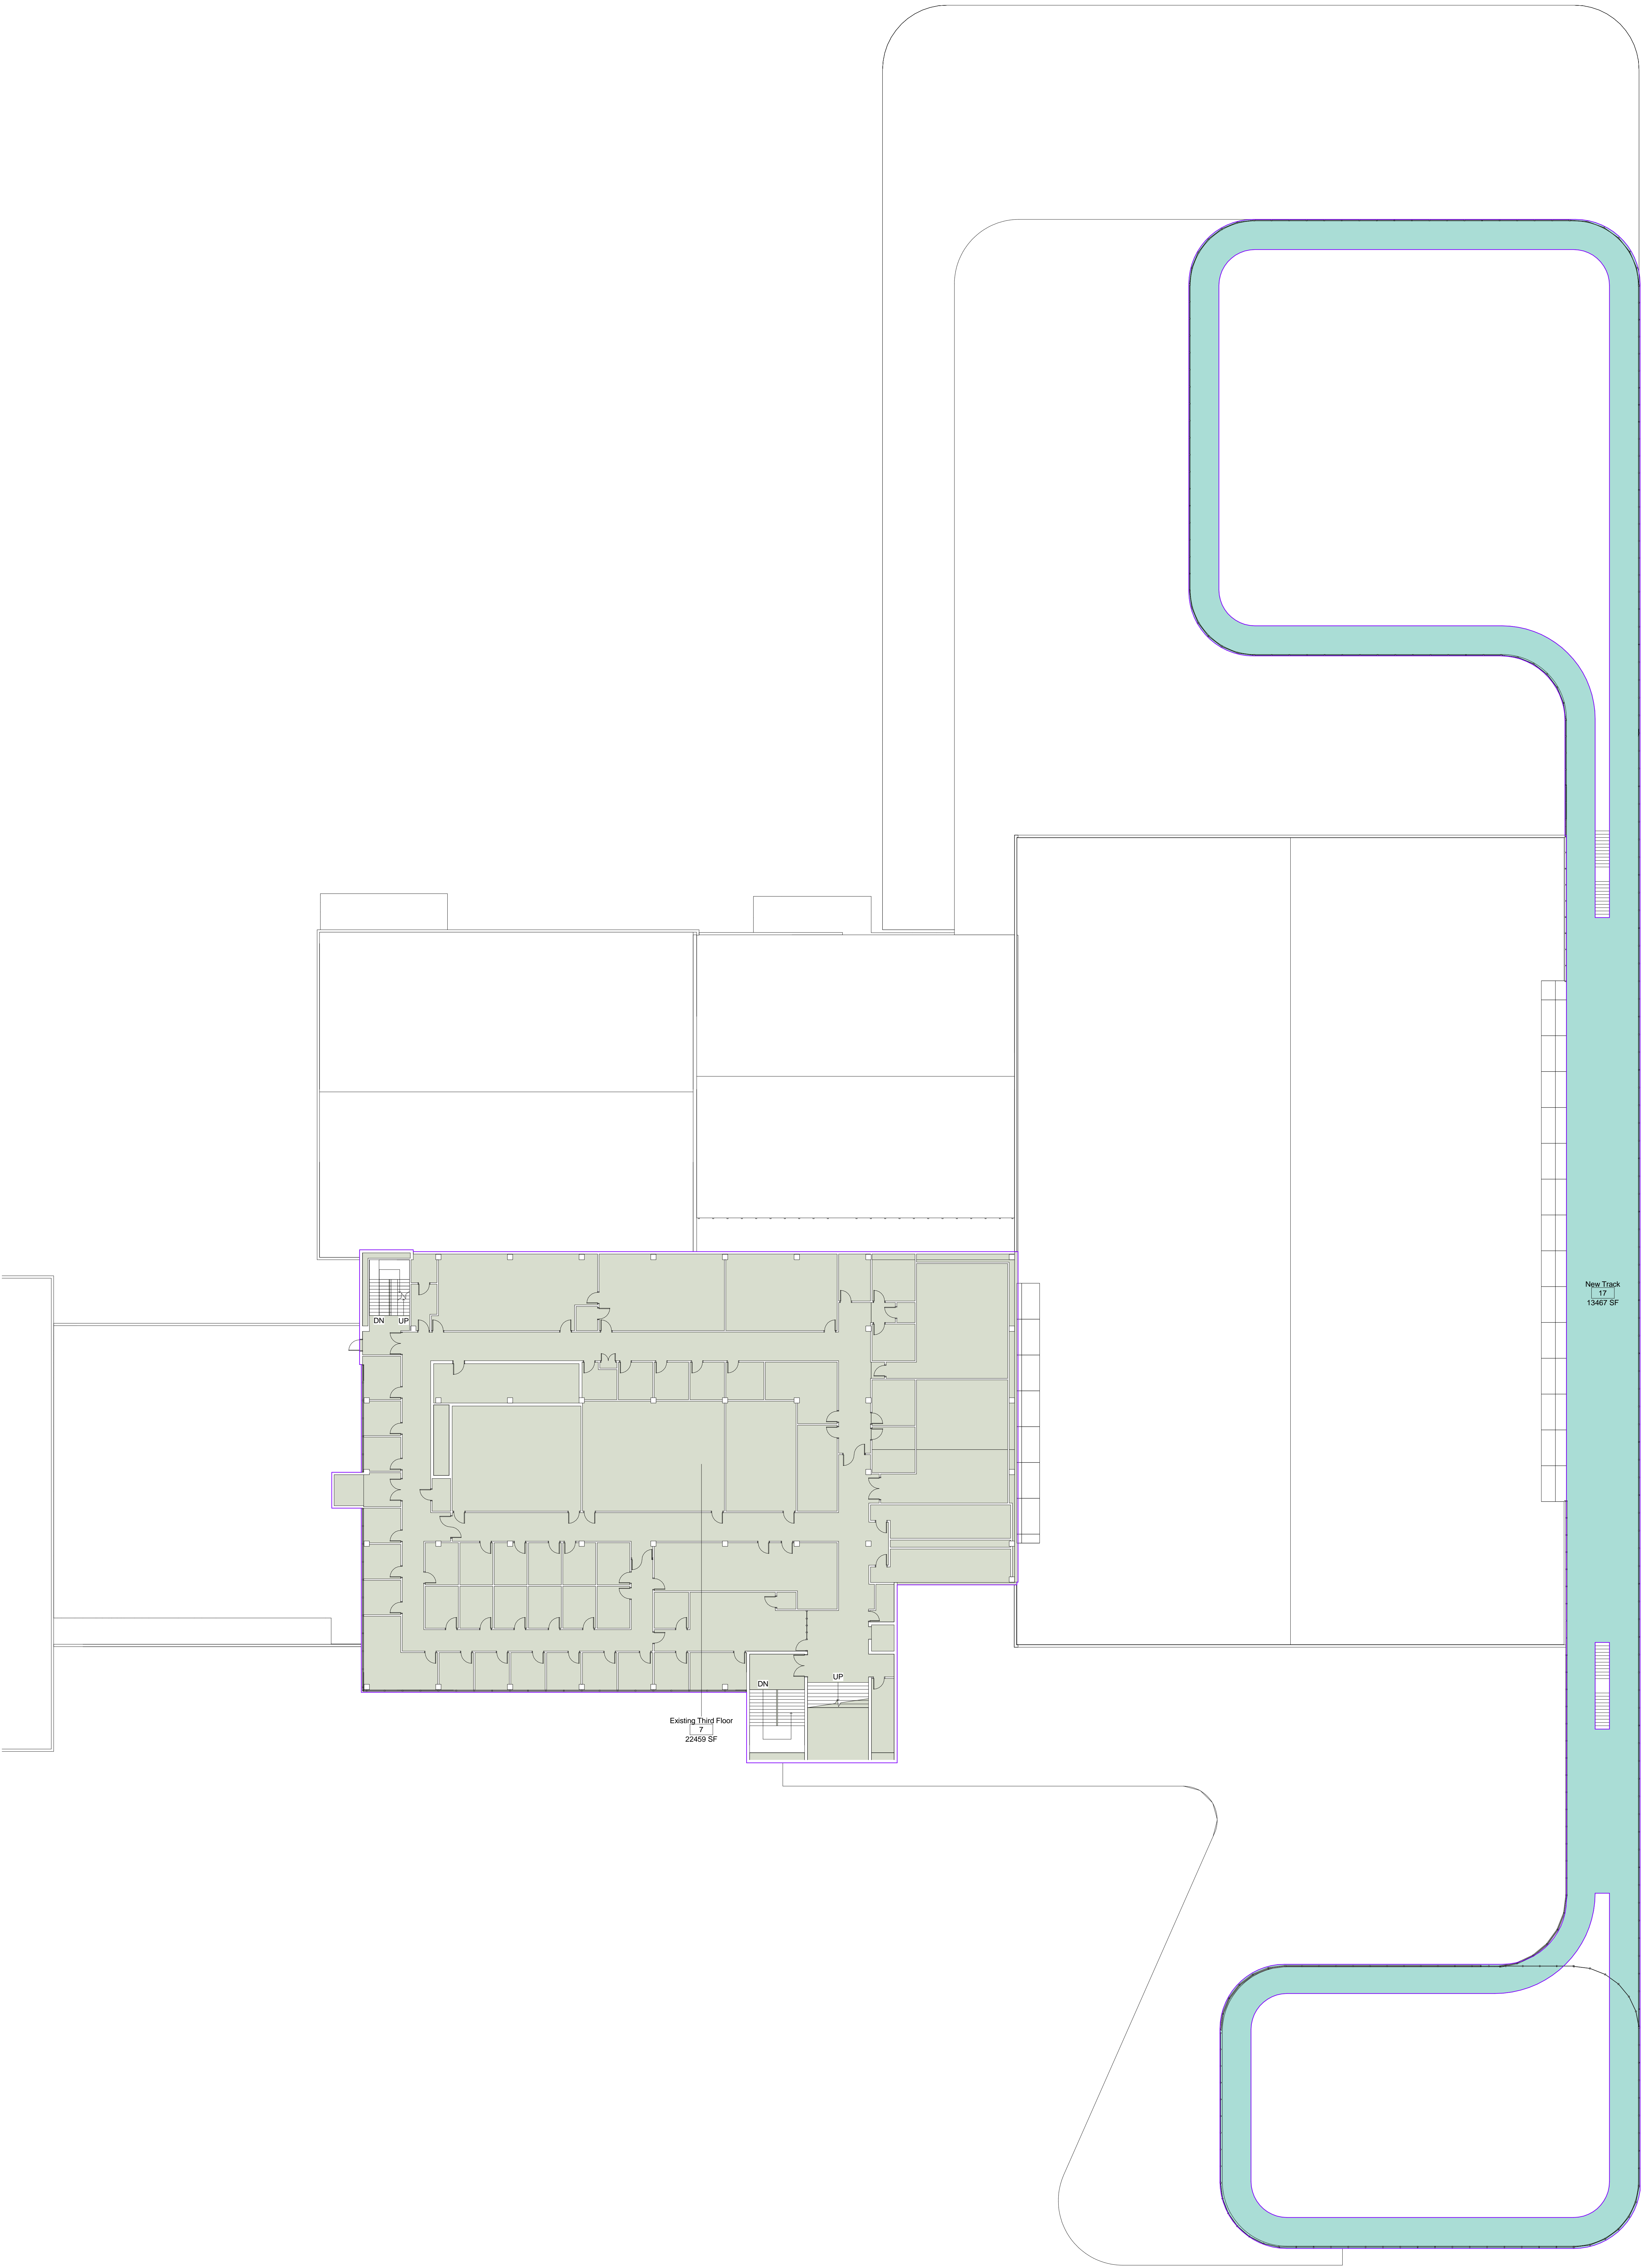 New Track
17
13467 SF
DN
UP
UP
DN
Existing Third Floor
7
22459 SF